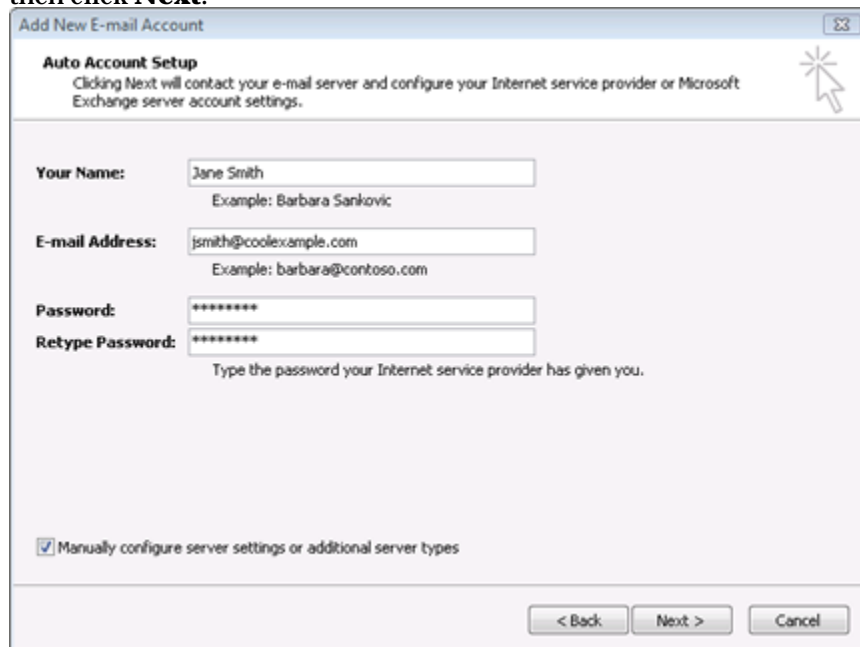 then click Next.
Add New E-mail Account
Auto Account Setup
Clicking Next will contact your e-mail server and configure your Internet service provider or Microsoft
Exchange server account settings.
Your Name:
Jane Smith
Example: Barbara Sankovic
E-mail Address:
jsmith@coolexample.com
Example: barbara@contoso.com
Password:
********
Retype Password:
********
Type the password your Internet service provider has given you.
Manually configure server settings or additional server types
< Back
Next >
Cancel